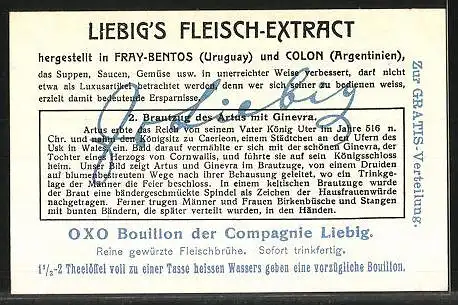 LIEBIG'S FLEISCH-EXTRACT
hergestellt in FRAY-BENTOS (Uruguay) und COLON (Argentinien),
das Suppen, Saucen, Gemüse usw. in unerreichter Weise verbessert, darf nicht
etwa als Luxusartikel betrachtet werden, denn wer sich seiner zu bedienen weiss,
erzielt damit bedeutende Ersparnisse.
2. Brautzug des Artus mit Ginevra.
Artus erbte das Reich von seinem Vater König Uter im Jahre 516 n.
Chr. und nahm den Königsitz zu Caerleon, einem Städtchen an den Ufern des
Usk in Wales, ein. Bald darauf vermählte er sich mit der schönen Ginevra, der
Tochter eines Herzogs von Cornwallis, und führte sie auf sein Königsschloss
heim. Unser Bild zeigt Artus und Ginevra im Brautzuge, von einem Druiden
auf blumenbestreutem Wege nach ihrer Behausung geleitet, wo ein Trinkge-
lage der Männer die Feier beschloss. In einem keltischen Brautzuge wurde
der Braut eine bändergeschmückte Spindel als Zeichen der Hausfrauenwürde
nachgetragen. Ferner trugen Männer und Frauen Birkenbüsche und Stangen
mit bunten Bändern, die später verteilt wurden, in den Händen.
J v Liebig
Zur GRATIS-Verteilung.
OXO Bouillon der Compagnie Liebig.
Reine gewürzte Fleischbrühe. Sofort trinkfertig.
1½-2 Theelöffel voll zu einer Tasse heissen Wassers geben eine vorzügliche Bouillon.